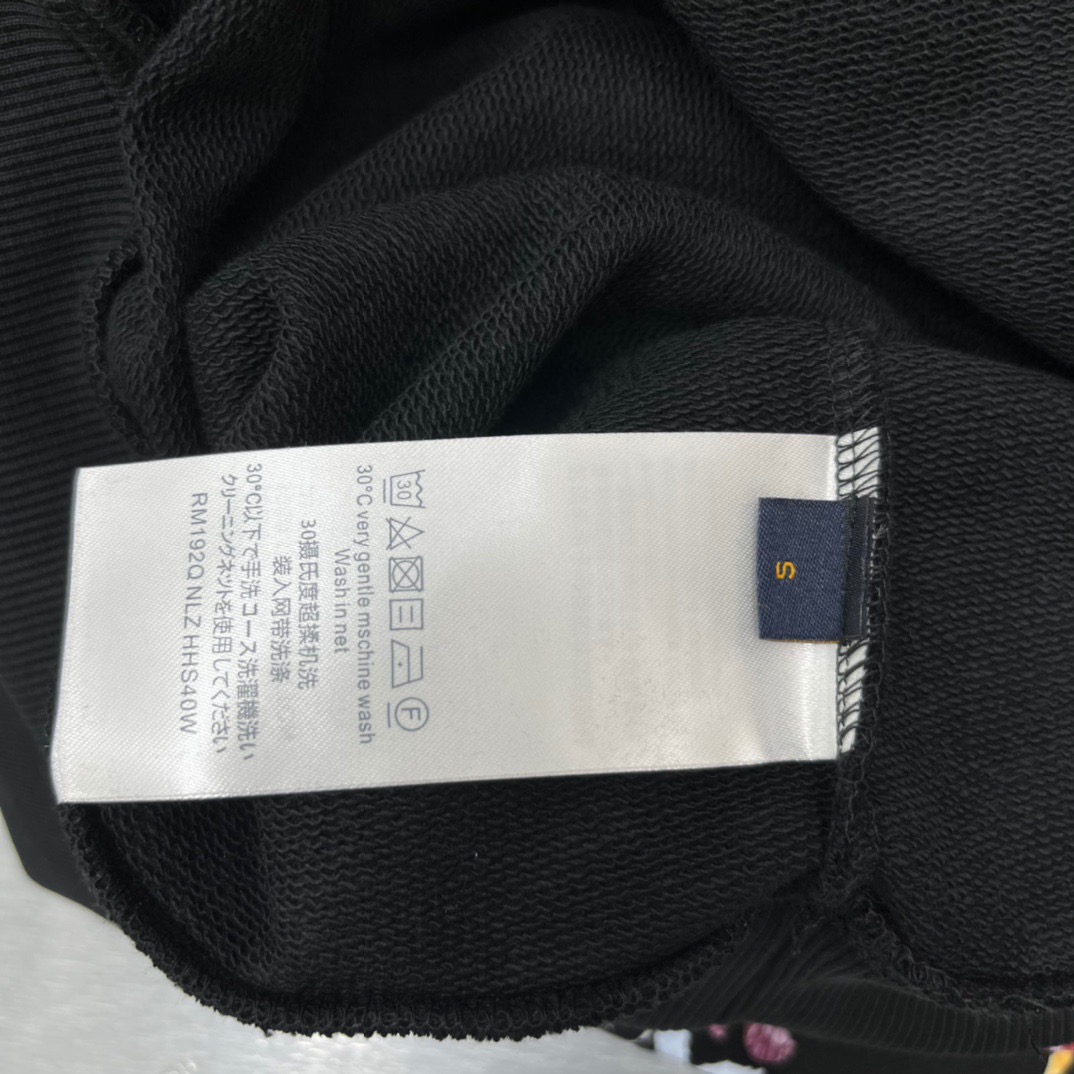 30
F
30°C very gentle mschine wash
Wash in net
30摄氏度超揉机洗
装入网带洗涤
30°C以下で手洗コース洗濯機洗い
クリーニングネットを使用してください
RM192Q NLZ HHS40W
S